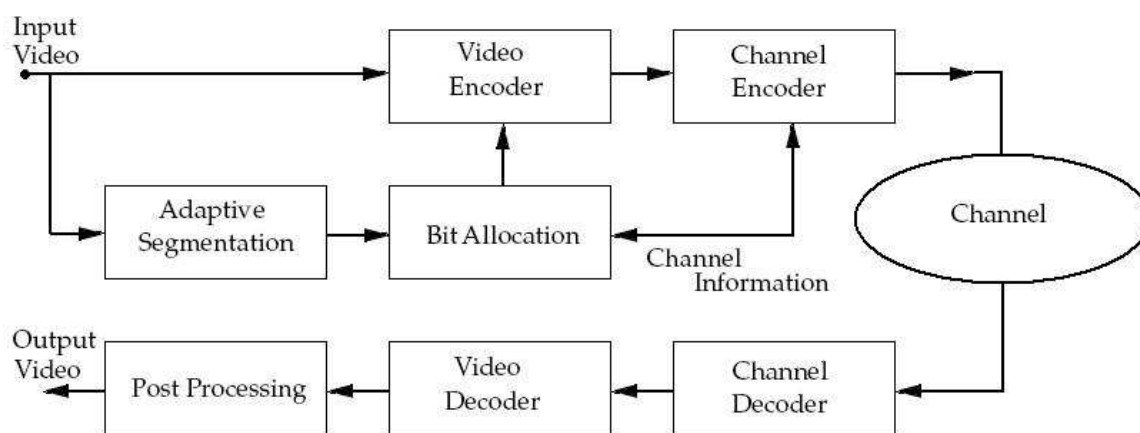 Input
Video
Video
Encoder
Channel
Encoder
Adaptive
Segmentation
Bit Allocation
Channel
Information
Channel
Output
Video
Post Processing
Video
Decoder
Channel
Decoder